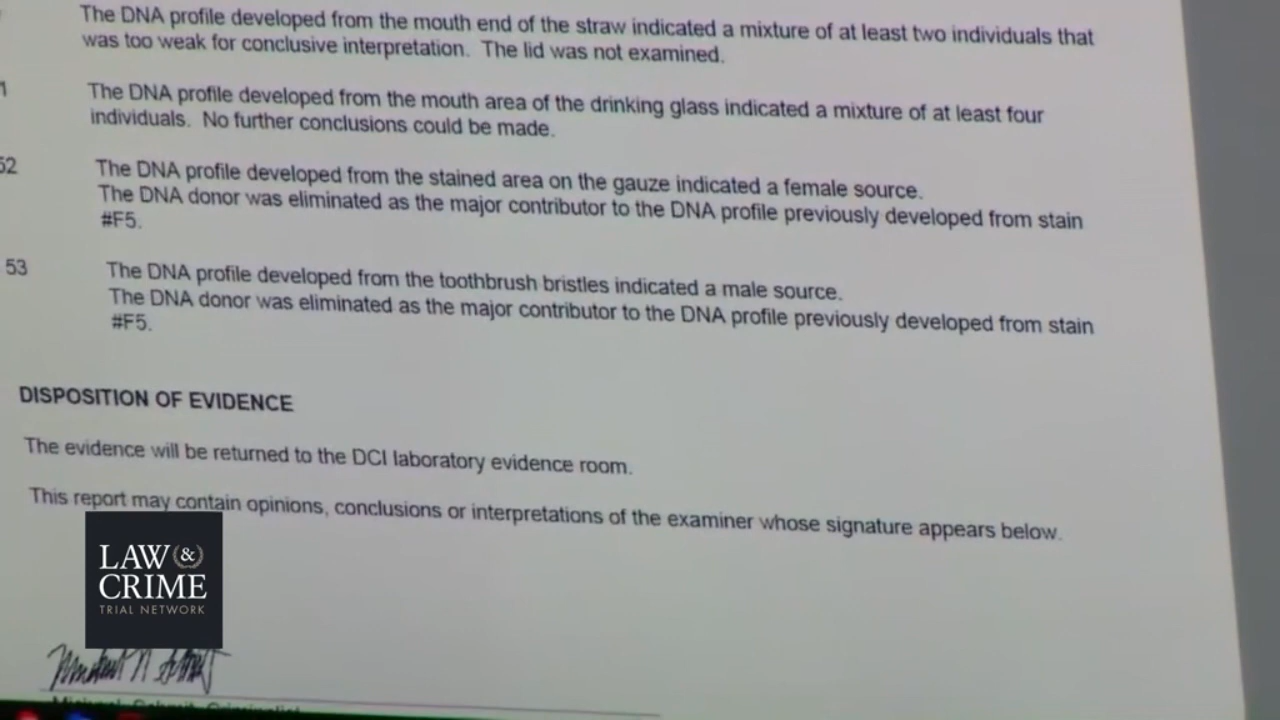 The DNA profile developed from the mouth end of the straw indicated a mixture of at least two individuals that
was too weak for conclusive interpretation. The lid was not examined.
1
The DNA profile developed from the mouth area of the drinking glass indicated a mixture of at least four
individuals. No further conclusions could be made.
52
The DNA profile developed from the stained area on the gauze indicated a female source.
The DNA donor was eliminated as the major contributor to the DNA profile previously developed from stain
#F5.
53
The DNA profile developed from the toothbrush bristles indicated a male source.
The DNA donor was eliminated as the major contributor to the DNA profile previously developed from stain
#F5.
DISPOSITION OF EVIDENCE
The evidence will be returned to the DCI laboratory evidence room.
This report may contain opinions, conclusions or interpretations of the examiner whose signature appears below.
LAW &
CRIME
TRIAL NETWORK